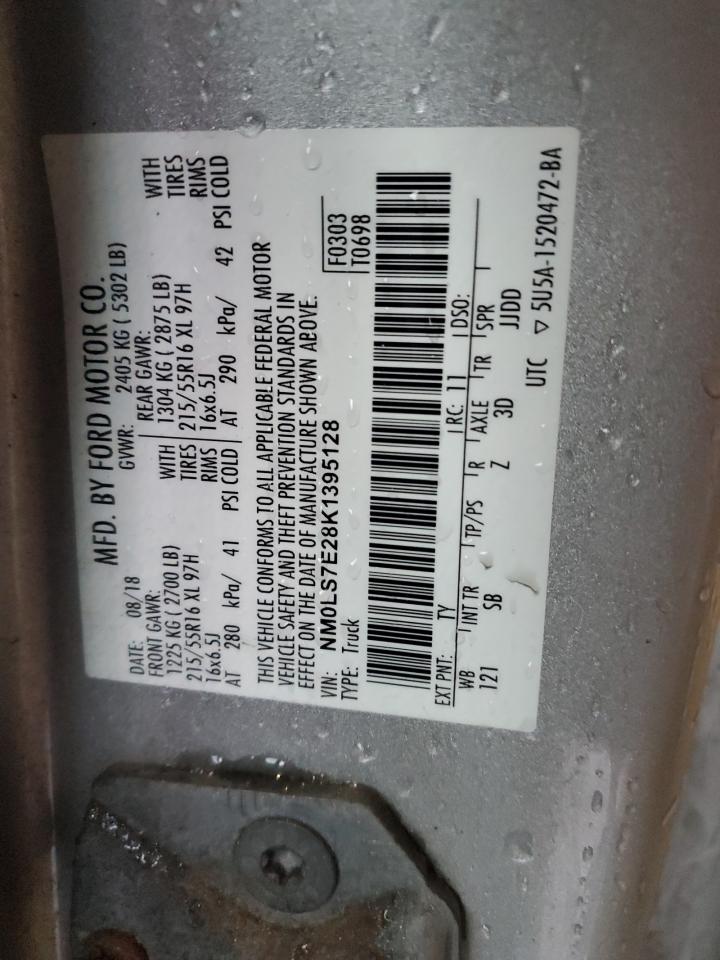 MFD. BY FORD MOTOR CO.
DATE: 08/18 GVWR: 2405 KG ( 5302 LB)
FRONT GAWR: REAR GAWR:
1225 KG ( 2700 LB) WITH 1304 KG ( 2875 LB) WITH
215/55R16 XL 97H TIRES 215/55R16 XL 97H TIRES
16x6.5J RIMS 16x6.5J RIMS
AT 280 kPa/ 41 PSI COLD AT 290 kPa/ 42 PSI COLD
THIS VEHICLE CONFORMS TO ALL APPLICABLE FEDERAL MOTOR
VEHICLE SAFETY AND THEFT PREVENTION STANDARDS IN
EFFECT ON THE DATE OF MANUFACTURE SHOWN ABOVE.
VIN: NM0LS7E28K1395128 F0303
TYPE: Truck T0698
EXT PNT: TY RC: 11 DSO:
WB INT TR TP/PS R AXLE TR SPR
121 SB Z 3D JJDD
UTC ▽ 5U5A-1520472-BA